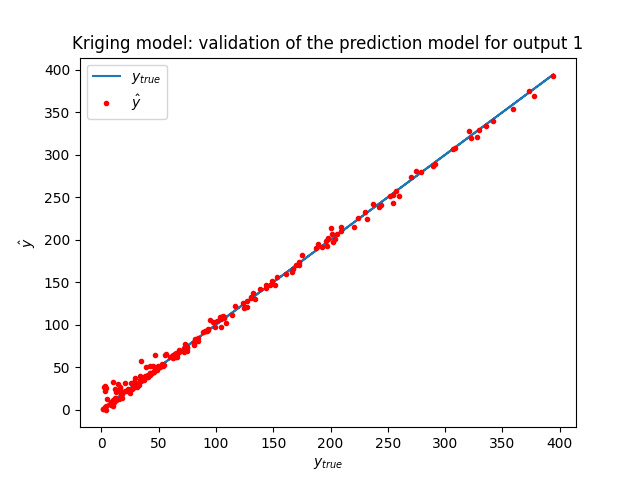 Kriging model: validation of the prediction model for output 1
y_true
ŷ
ŷ
400
350
300
250
200
150
100
50
0
0 50 100 150 200 250 300 350 400
y_true